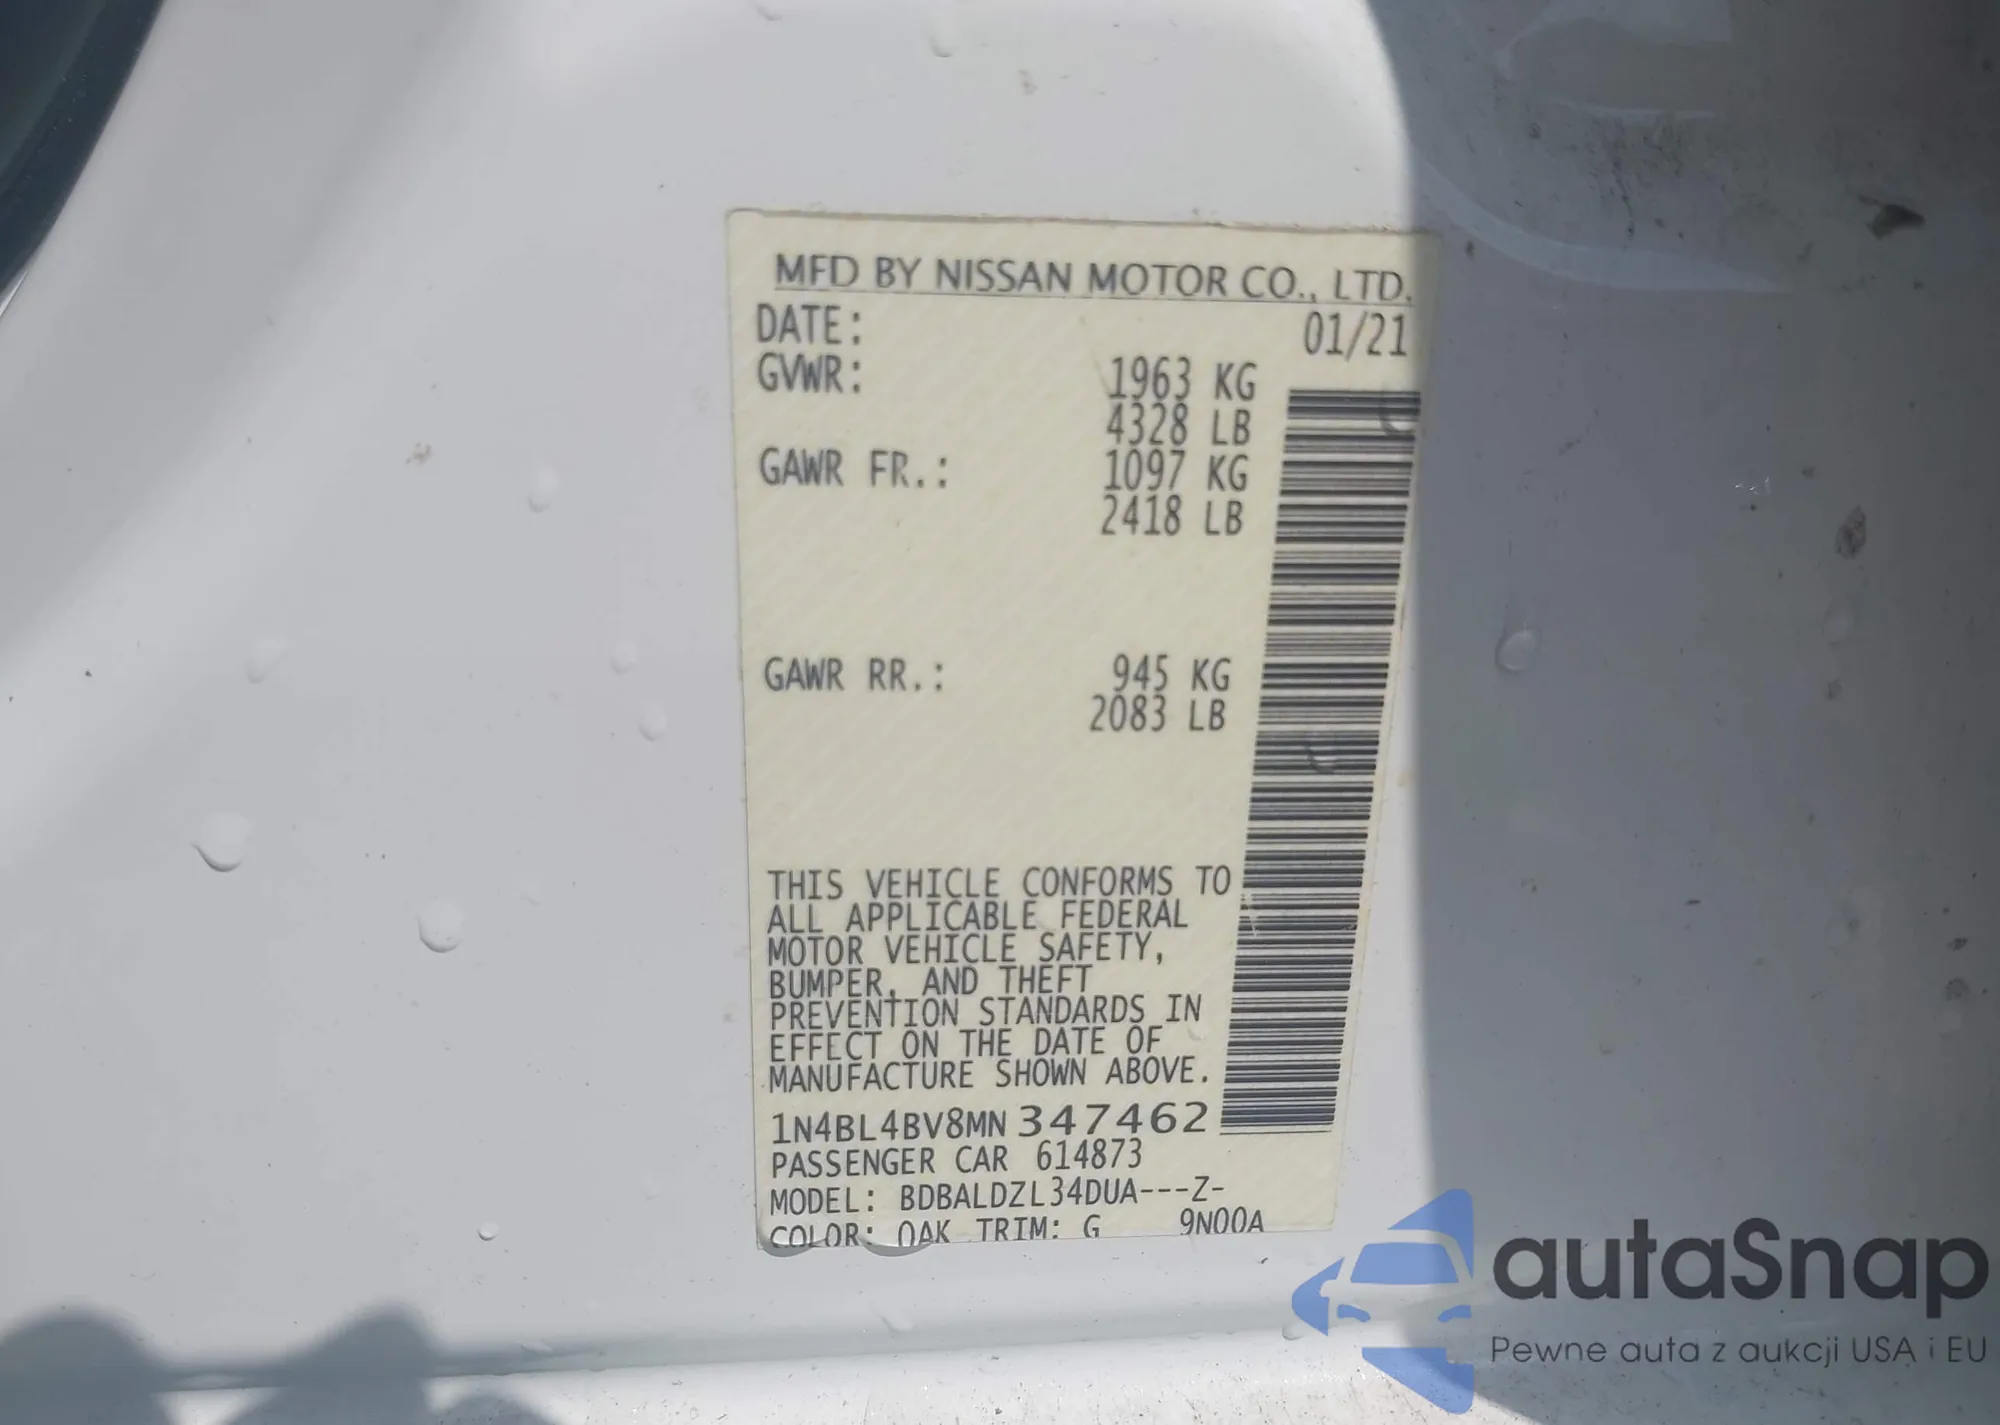 MFD BY NISSAN MOTOR CO., LTD.
DATE: 01/21
GVWR: 1963 KG
4328 LB
GAWR FR.: 1097 KG
2418 LB
GAWR RR.: 945 KG
2083 LB
THIS VEHICLE CONFORMS TO
ALL APPLICABLE FEDERAL
MOTOR VEHICLE SAFETY,
BUMPER, AND THEFT
PREVENTION STANDARDS IN
EFFECT ON THE DATE OF
MANUFACTURE SHOWN ABOVE.
1N4BL4BV8MN347462
PASSENGER CAR 614873
MODEL: BDBALDZL34DUA---Z-
COLOR: QAK TRIM: G 9N00A
autaSnap
Pewne auta z aukcji USA i EU